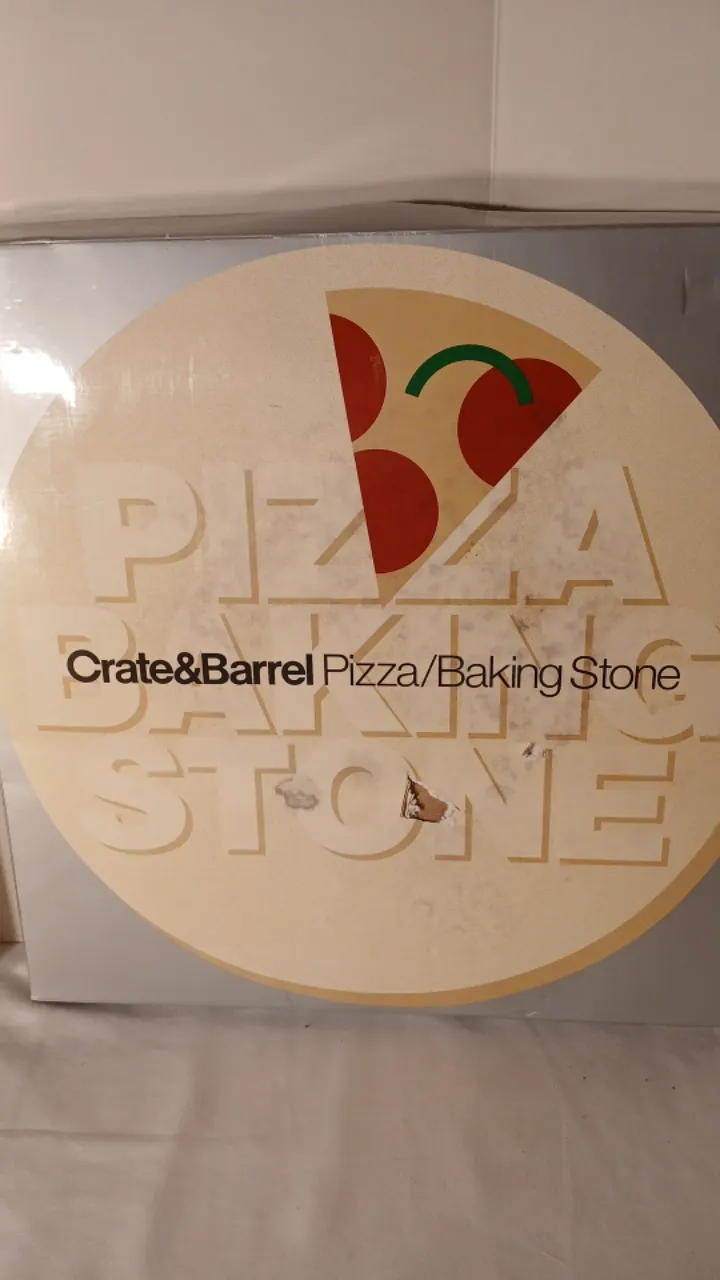 PIZZA
BAKING
Crate&Barrel Pizza/Baking Stone
STONE